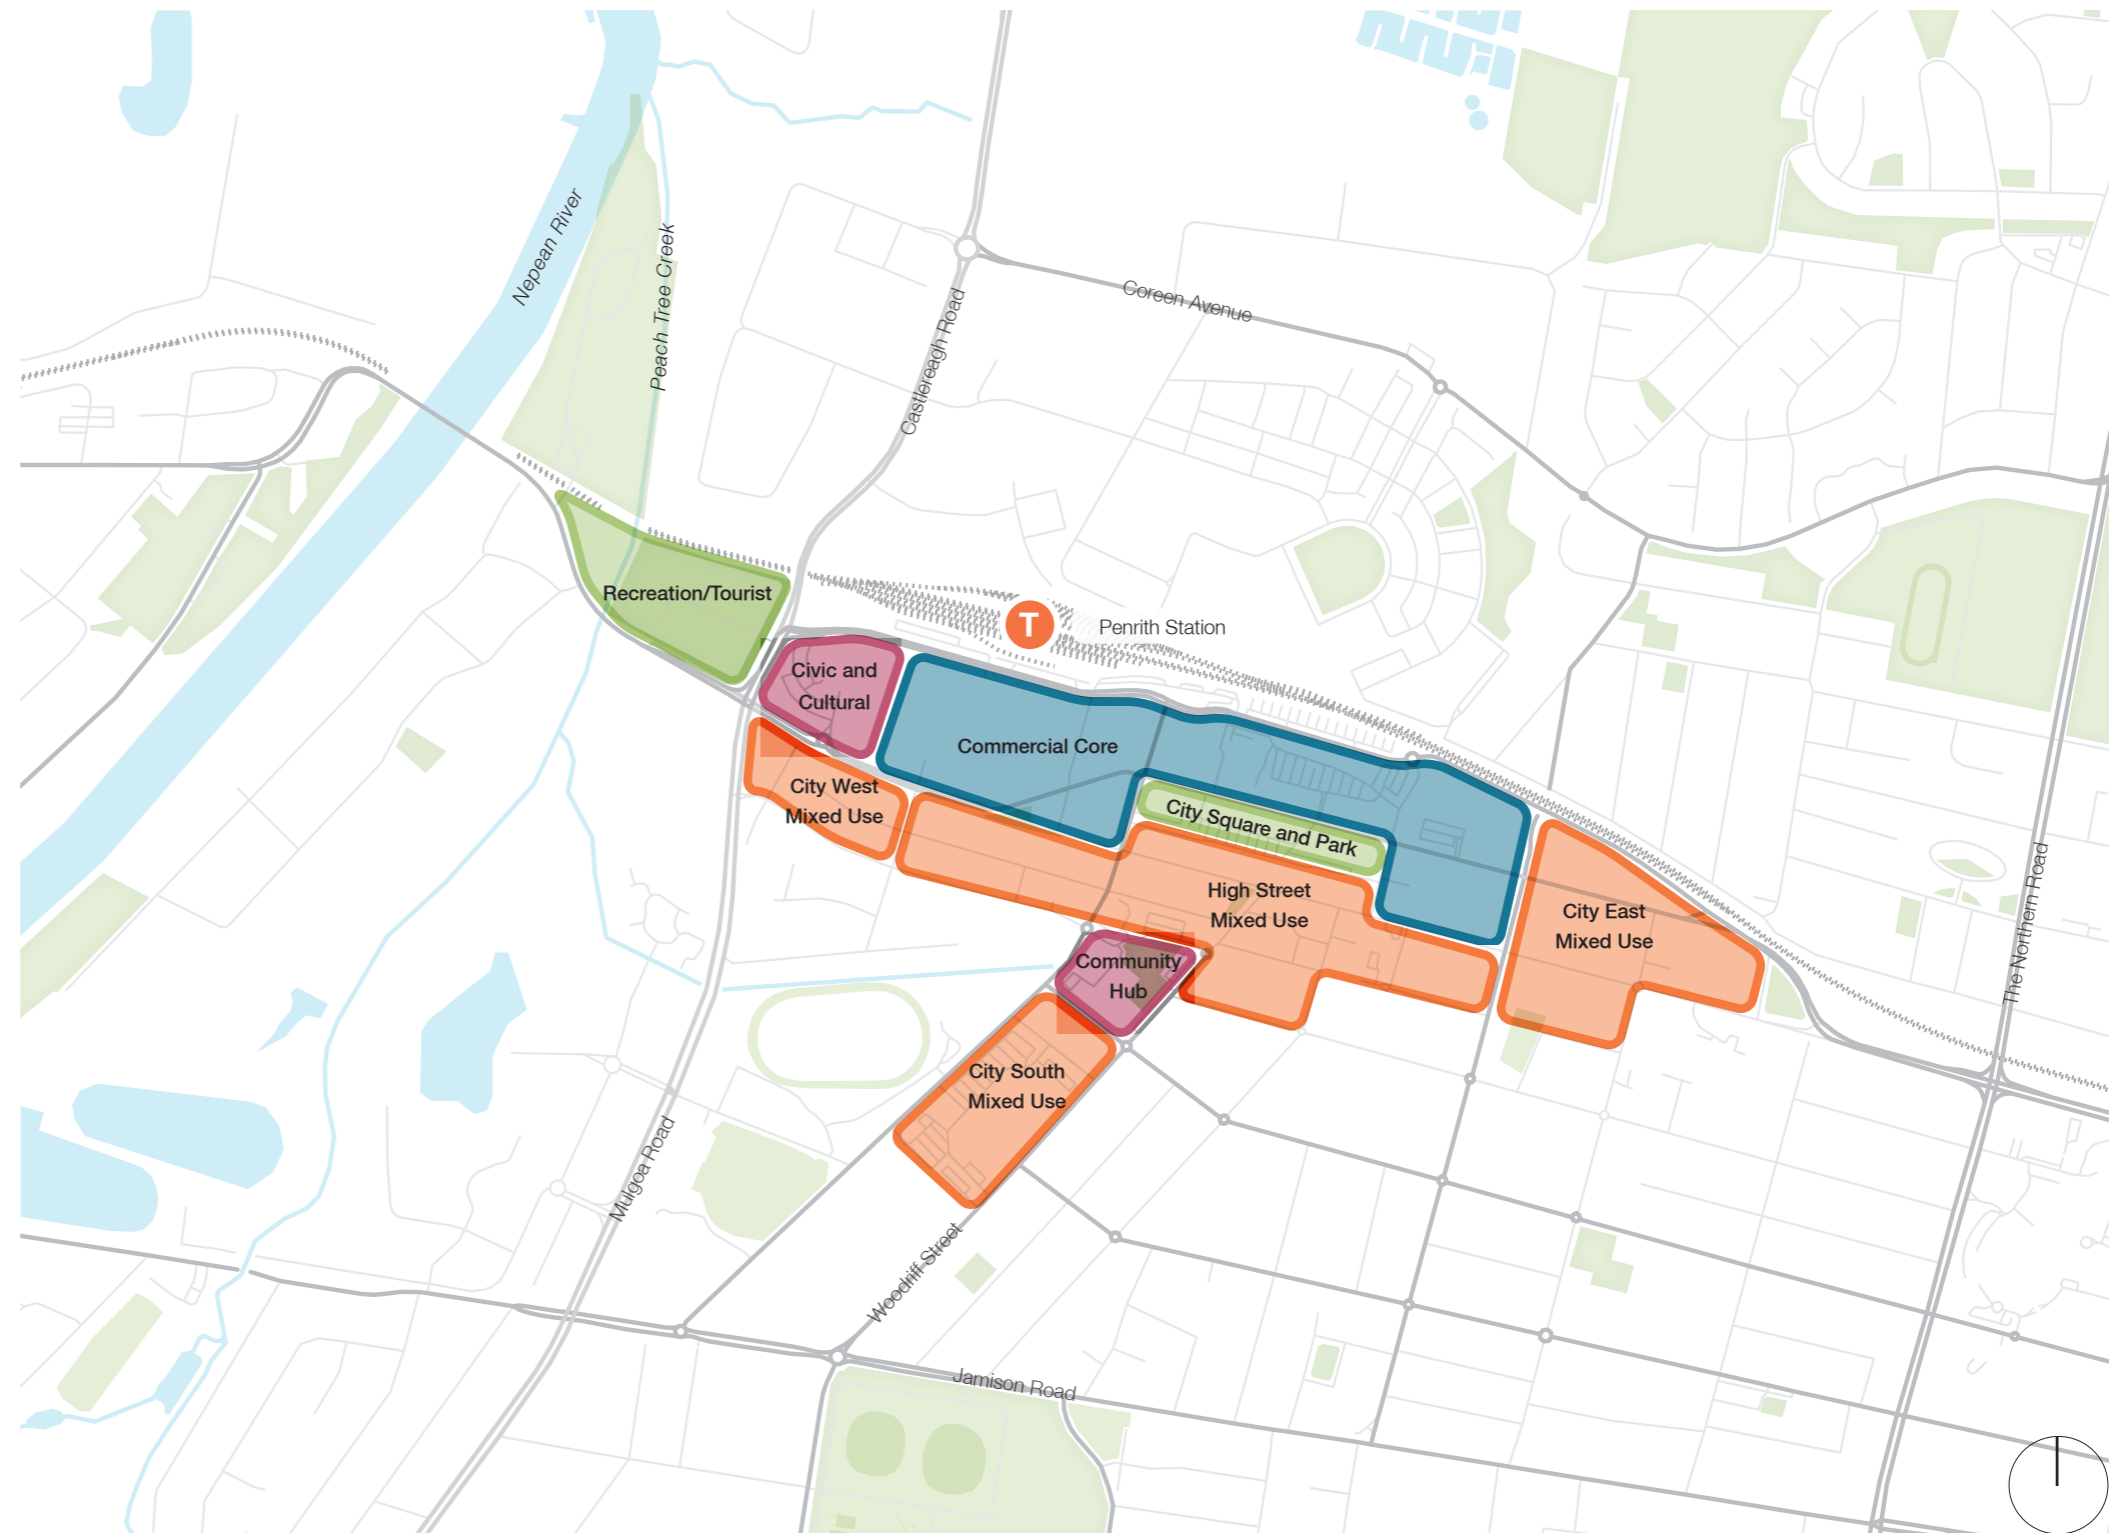 Nepean River
Peach Tree Creek
Castlereagh Road
Coreen Avenue
Recreation/Tourist
T
Penrith Station
Civic and
Cultural
Commercial Core
City West
Mixed Use
City Square and Park
High Street
Mixed Use
City East
Mixed Use
The Northern Road
Community
Hub
City South
Mixed Use
Mulgoa Road
Woodriff Street
Jamison Road